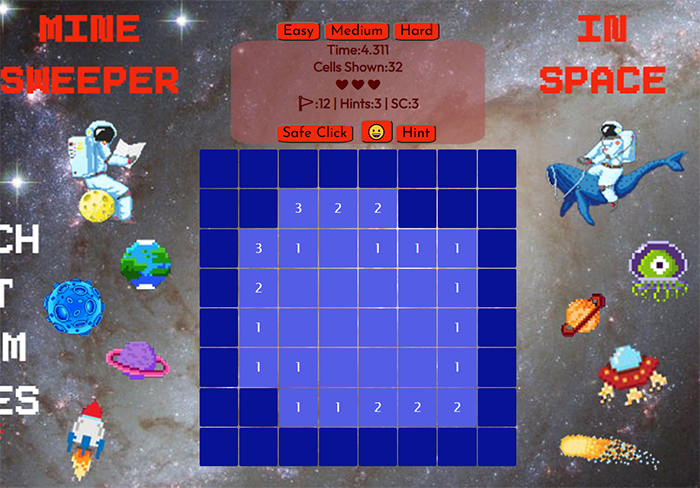 MINE
SWEEPER
IN
SPACE
Easy Medium Hard
Time:4.311
Cells Shown:32
:12 | Hints:3 | SC:3
Safe Click Hint
3 2 2
3 1 1 1 1
2 1
1 1
1 1 1
1 1 2 2 2
CH
T
M
ES